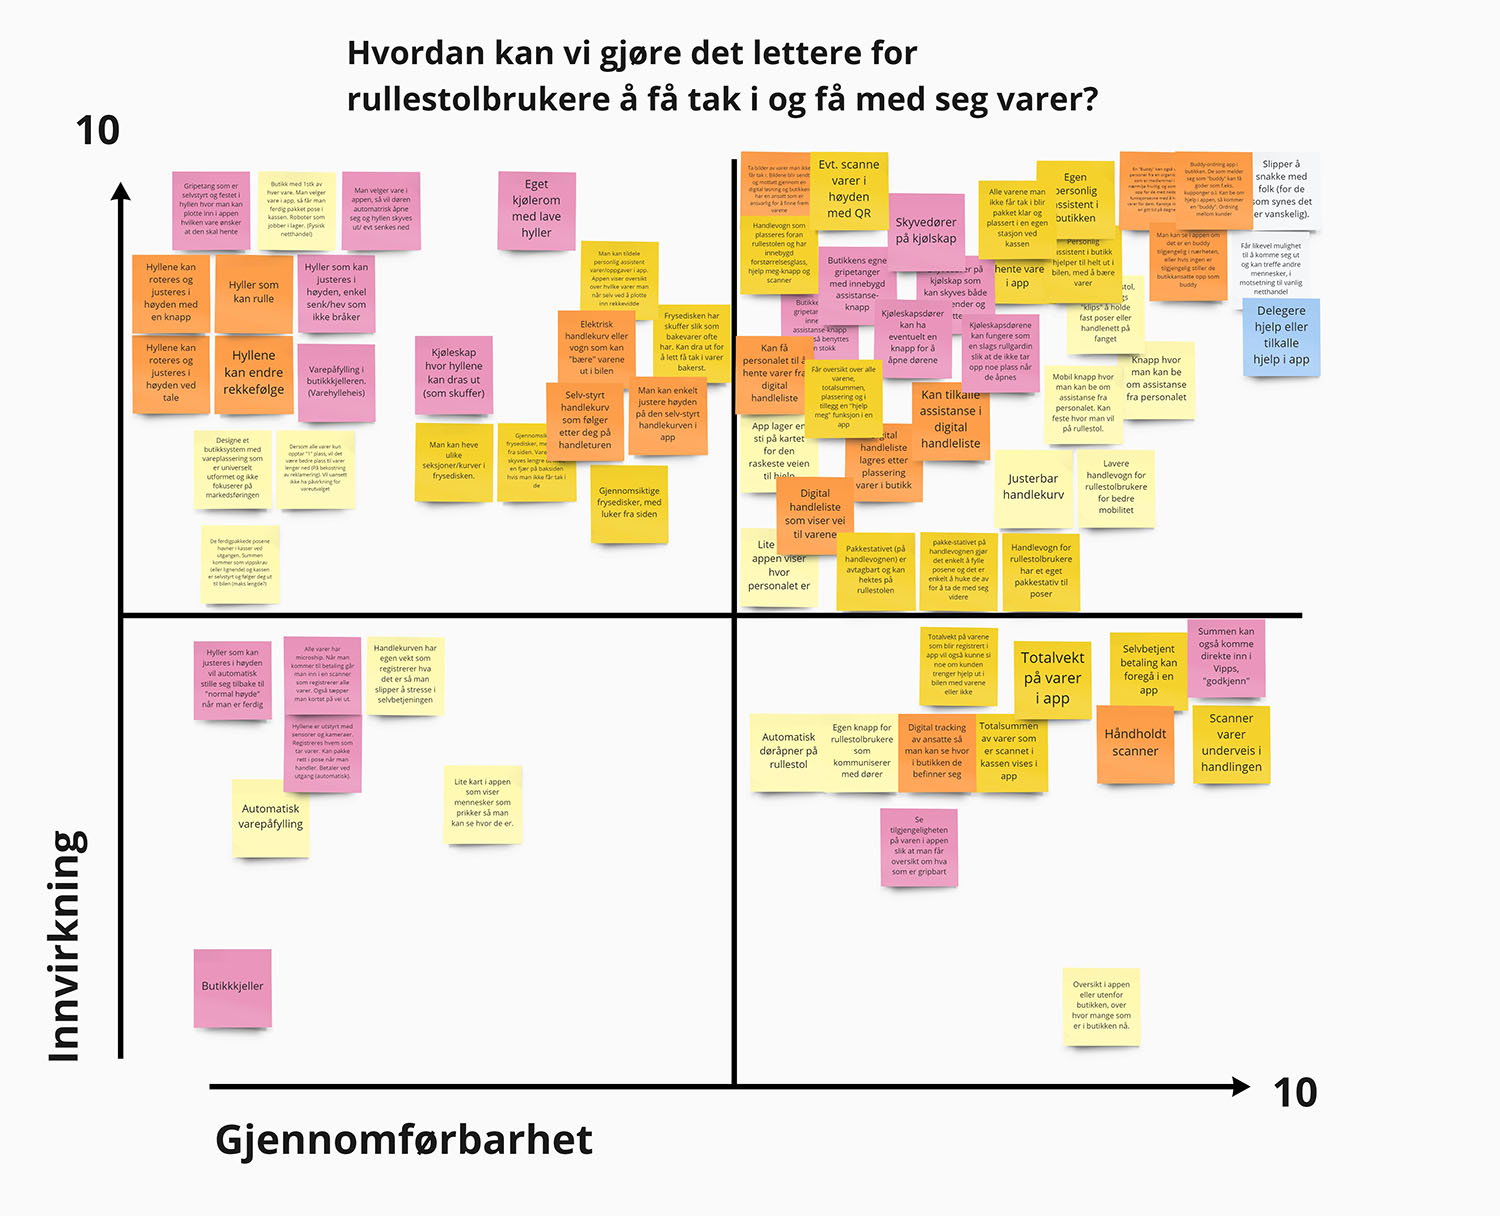 Hvordan kan vi gjøre det lettere for
rullestolbrukere å få tak i og få med seg varer?
10
Gripetang som er
selvstyrt og festet i
hyllen hvor man kan
plotte inn i appen
hvilken vare ønsker
at den skal hente
Butikk med 1stk av
hver vare. Man velger
vare i app, så får man
ferdig pakket pose i
kassen. Roboter som
jobber i lager. (Fysisk
netthandel)
Man velger vare i
appen, så vil døren
automatrisk åpne
seg og hyllen skyves
ut/ evt senkes ned
Eget
kjølerom
med lave
hyller
Hyllene kan
roteres og
justeres i
høyden med
en knapp
Hyller som
kan rulle
Hyller som kan
justeres i
høyden, enkel
senk/hev som
ikke bråker
Hyllene kan
roteres og
justeres i
høyden ved
tale
Hyllene
kan endre
rekkefølge
Varepåfylling i
butikkkjelleren.
(Varehylleheis)
Kjøleskap
hvor hyllene
kan dras ut
(som skuffer)
Man kan tildele
personlig assistent
varer/oppgaver i app.
Appen viser oversikt
over hvilke varer man
når selv ved å plotte
inn rekkevidde
Elektrisk
handlekurv eller
vogn som kan
"bære" varene
ut i bilen
Frysedisken har
skuffer slik som
bakevarer ofte
har. Kan dra ut for
å lett få tak i varer
bakerst.
Selv-styrt
handlekurv
som følger
etter deg på
handleturen
Man kan enkelt
justere høyden
på den selv-styrt
handlekurven i
app
Designe et
butikksystem med
vareplassering som
er universelt
utformet og ikke
fokuserer på
markedsføringen
Dersom alle varer kun
opptar "1" plass, vil det
være bedre plass til varer
lenger ned (På bekostning
av reklamering). Vil uansett
ikke ha påvirkning for
vareutvalget
Man kan heve
ulike
seksjoner/kurver i
frysedisken.
frysedisker, me
fra siden. Vare
skyves lengre
en fjær på baksiden
hvis man ikke får tak i
de
Gjennomsiktige
frysedisker, med
luker fra siden
De ferdigpakkede posene
havner i kasser ved
utgangen. Summen
kommer som vippskrav
(eller lignende) og kassen
er selvstyrt og følger deg ut
til bilen (maks lengde?)
Ta bilder av varer man ikke
får tak i. Bildene blir sendt
og mottatt gjennom en
digital løsning og butikken
har en ansatt som er
ansvarlig for å finne frem
varene
Evt. scanne
varer i
høyden
med QR
Handlevogn som
plasseres foran
rullestolen og har
innebygd
forstørrelsesglass,
hjelp meg-knapp og
scanner
Skyvedører
på kjølskap
Alle varene man
ikke får tak i blir
pakket klar og
plassert i en egen
stasjon ved
kassen
Egen
personlig
assistent i
butikken
Buddy-ordning app i
butikken. De som melder
seg som "buddy" kan få
goder som f.eks.
kupponger o.l. Kan be om
hjelp i appen, så kommer
en "buddy". Ordning
mellom kunder
Slipper å
snakke med
folk (for de
som synes det
er vanskelig).
Butikkens egne
gripetanger
med innebygd
assistanse-
knapp
kjølskap som
kan skyves både
hente vare
i app
Personlig
assistent i butikk
hjelper til helt ut i
bilen, med å bære
varer
Man kan se i appen om
det er en buddy
tilgjengelig i nærheten,
eller hvis ingen er
tilgjengelig stiller de
butikkansatte opp som
buddy
Får likevel mulighet
til å komme seg ut
og kan treffe andre
mennesker, i
motsetning til vanlig
netthandel
Delegere
hjelp eller
tilkalle
hjelp i app
assistanse-knapp
så benyttes
n stokk
Kjøleskapsdører
kan ha
eventuelt en
knapp for å
åpne dørene
Kjøleskapsdørene
kan fungere som
en slags rullgardin
slik at de ikke tar
opp noe plass når
de åpnes
"klips" å holde
fast poser eller
handlenett på
fanget
Knapp hvor
man kan be
om assistanse
fra personalet
Kan få
personalet til å
hente varer fra
digital
handleliste
Får oversikt over alle
varene,
totalsummen,
plassering og i
tillegg en "hjelp
meg" funksjon i en
app
Kan tilkalle
assistanse i
digital
handleliste
Mobil knapp hvor
man kan be om
assistanse fra
personalet. Kan
feste hvor man vil
på rullestol.
App lager en
sti på kartet
for den
raskeste veien
til hjelp
handleliste
lagres etter
plassering
varer i butikk
Justerbar
handlekurv
Lavere
handlevogn for
rullestolbrukere
for bedre
mobilitet
Digital
handleliste
som viser vei
til varene
Lite
appen viser
hvor
personalet er
Pakkestativet (på
handlevognen) er
avtagbart og kan
hektes på
rullestolen
pakke-stativet på
handlevognen gjør
det enkelt å fylle
posene og det er
enkelt å huke de av
for å ta de med seg
videre
Handlevogn for
rullestolbrukere
har et eget
pakkestativ til
poser
Hyller som kan
justeres i høyden
vil automatisk
stille seg tilbake til
"normal høyde"
når man er ferdig
Alle varer har
microship. Når man
kommer til betaling går
man inn i en scanner
som registrerer alle
varer. Også tæpper
man kortet på vei ut.
Handlekurven har
egen vekt som
registrerer hva
det er så man
slipper å stresse i
selvbetjening
Hyllene er utstyrt med
sensorer og kameraer.
Registreres hvem som
tar varer. Kan pakke
rett i pose når man
handler. Betaler ved
utgang (automatisk).
Automatisk
varepåfylling
Lite kart i appen
som viser
mennesker som
prikker så man
kan se hvor de er.
Butikkkjeller
Totalvekt på varene
som blir registrert i
app vil også kunne si
noe om kunden
trenger hjelp ut i
bilen med varene
eller ikke
Totalvekt
på varer
i app
Selvbetjent
betaling kan
foregå i en
app
Summen kan
også komme
direkte inn i
Vipps,
"godkjenn"
Automatisk
døråpner på
rullestol
Egen knapp for
rullestolbrukere
som
kommuniserer
med dører
Digital tracking
av ansatte så
man kan se hvor
i butikken de
befinner seg
Totalsummen
av varer som
er scannet i
kassen vises i
app
Håndholdt
scanner
Scanner
varer
underveis i
handlingen
Se
tilgjengeligheten
på varen i appen
slik at man får
oversikt om hva
som er gripbart
Oversikt i appen
eller utenfor
butikken, over
hvor mange som
er i butikken nå.
Innvirkning
10
Gjennomførbarhet